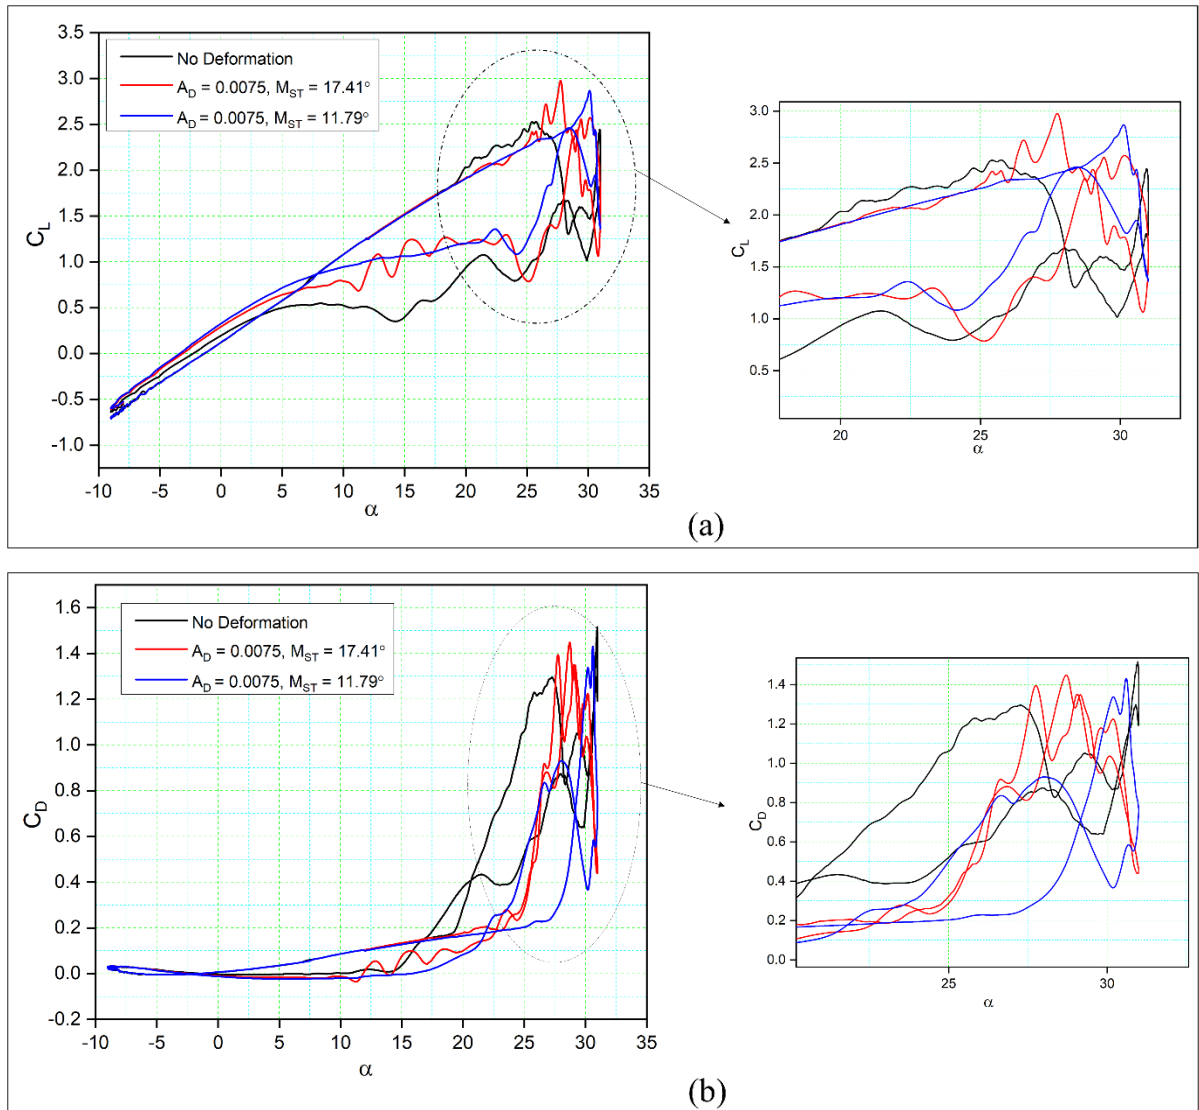 3.5
3.0
2.5
2.0
1.5
1.0
0.5
0.0
-0.5
-1.0
C_L
No Deformation
A_D = 0.0075, M_ST = 17.41°
A_D = 0.0075, M_ST = 11.79°
-10 -5 0 5 10 15 20 25 30 35
α
3.0
2.5
2.0
1.5
1.0
0.5
C_L
20 25 30
α
(a)
1.6
1.4
1.2
1.0
0.8
0.6
0.4
0.2
0.0
-0.2
C_D
No Deformation
A_D = 0.0075, M_ST = 17.41°
A_D = 0.0075, M_ST = 11.79°
-10 -5 0 5 10 15 20 25 30 35
α
1.4
1.2
1.0
0.8
0.6
0.4
0.2
0.0
C_D
25 30
α
(b)